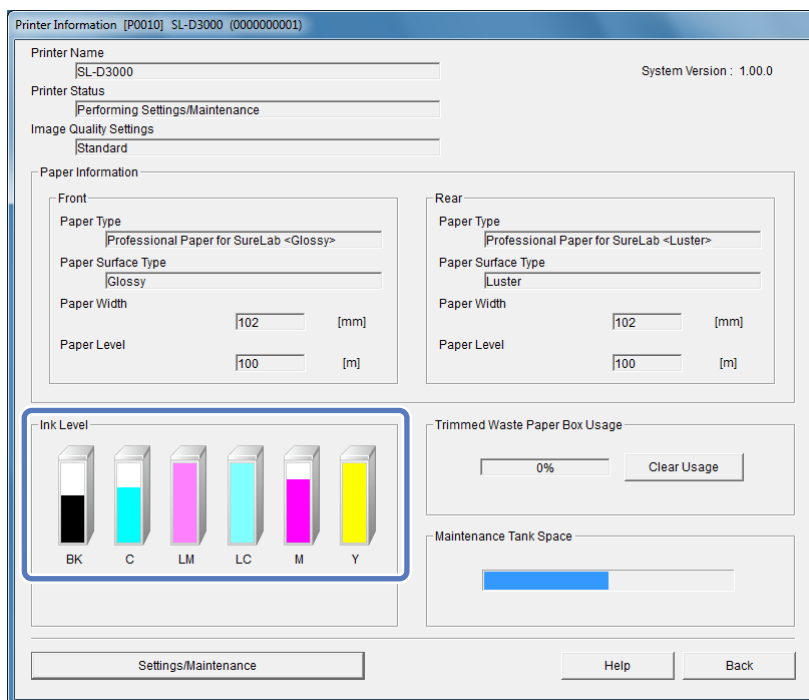 Printer Information [P0010] SL-D3000 (0000000001)
Printer Name
SL-D3000
System Version : 1.00.0
Printer Status
Performing Settings/Maintenance
Image Quality Settings
Standard
Paper Information
Front
Paper Type
Professional Paper for SureLab <Glossy>
Paper Surface Type
Glossy
Paper Width
102 [mm]
Paper Level
100 [m]
Rear
Paper Type
Professional Paper for SureLab <Luster>
Paper Surface Type
Luster
Paper Width
102 [mm]
Paper Level
100 [m]
Ink Level
BK C LM LC M Y
Trimmed Waste Paper Box Usage
0% Clear Usage
Maintenance Tank Space
Settings/Maintenance Help Back